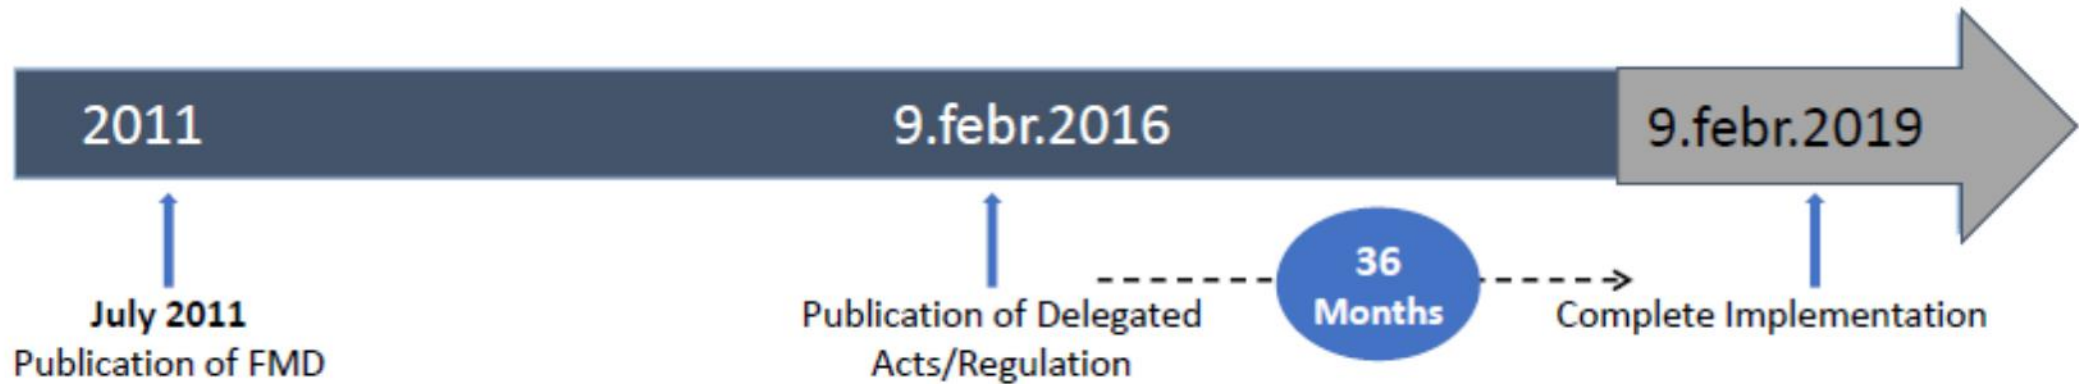 2011
9.febr.2016
9.febr.2019
July 2011
Publication of FMD
Publication of Delegated
Acts/Regulation
36
Months
Complete Implementation